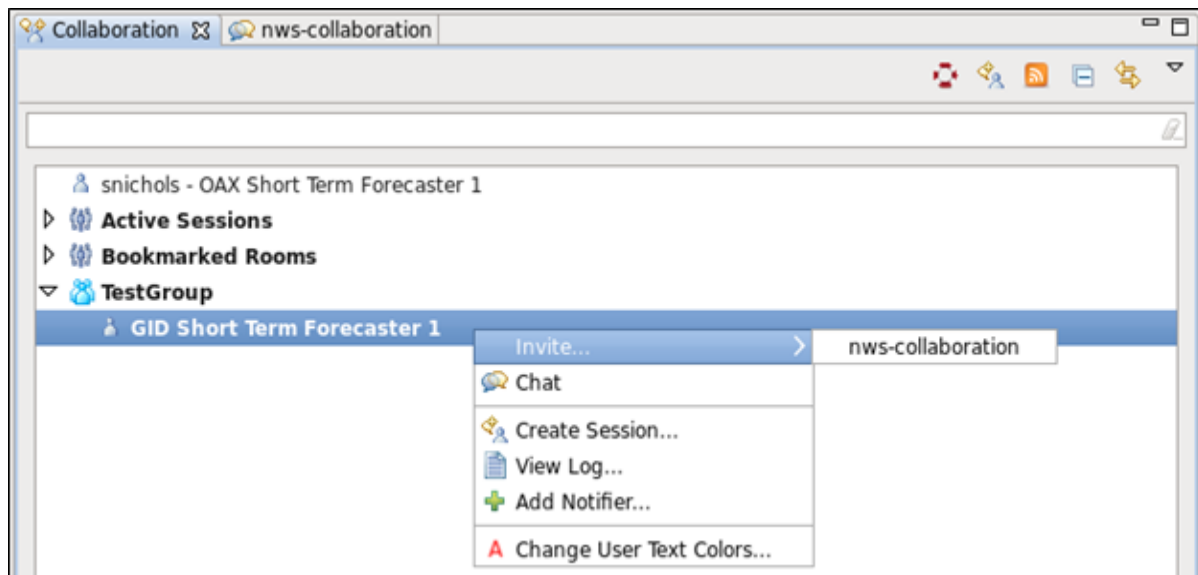 Collaboration nws-collaboration
snichols - OAX Short Term Forecaster 1
Active Sessions
Bookmarked Rooms
TestGroup
GID Short Term Forecaster 1
Invite... nws-collaboration
Chat
Create Session...
View Log...
Add Notifier...
A Change User Text Colors...